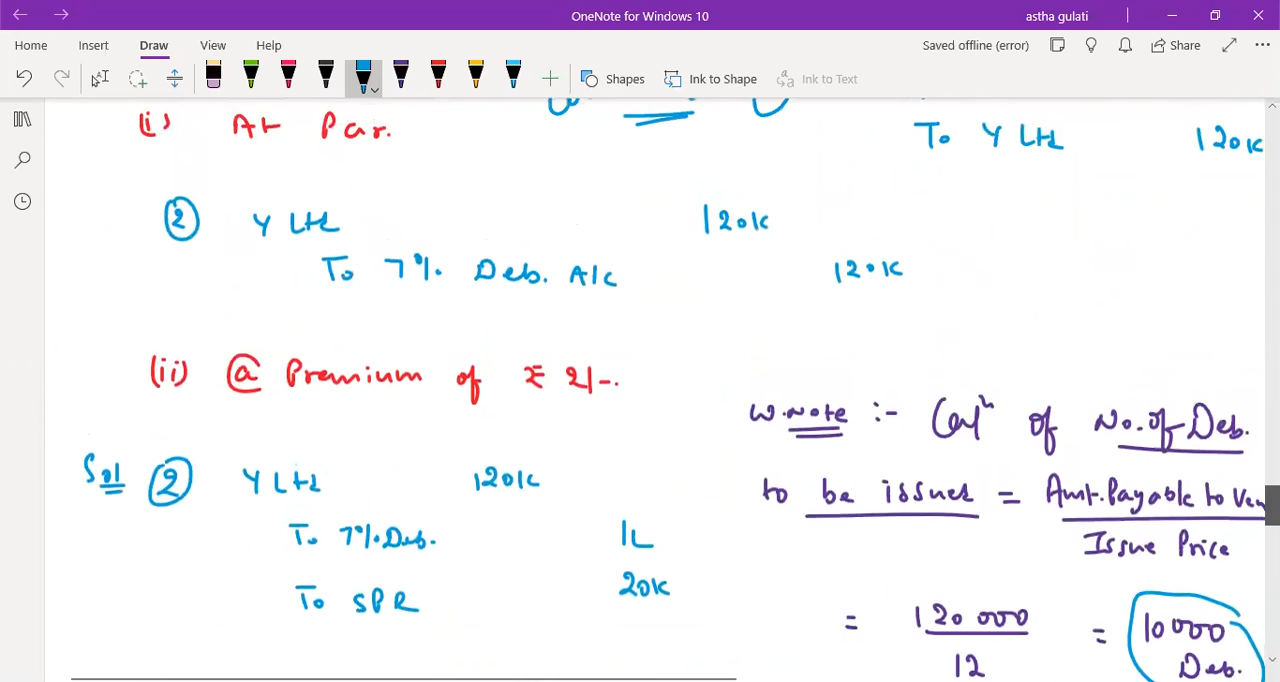 OneNote for Windows 10
astha gulati
Home Insert Draw View Help
Saved offline (error)
Share
Shapes
Ink to Shape
Ink to Text
(i) At Par.
To Y Ltd 120K
(2) Y Ltd 120K
To 7% Deb. A/c 120K
(ii) @ Premium of ₹ 2/-.
Sol (2) Y Ltd 120K
To 7% Deb. 1L
To SPR 20K
W.note :- Calⁿ of No. of Deb.
to be issued = Amt. Payable to Ven
Issue Price
= 120 000
12
= 10000
Deb.